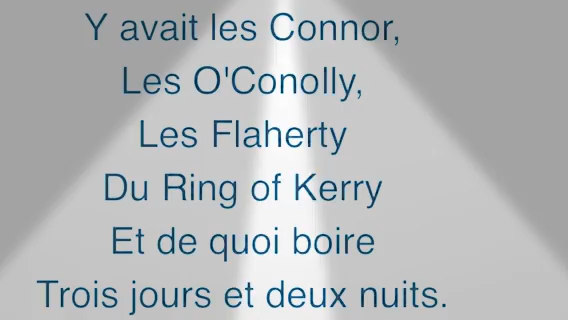 Y avait les Connor,
Les O'Conolly,
Les Flaherty
Du Ring of Kerry
Et de quoi boire
Trois jours et deux nuits.